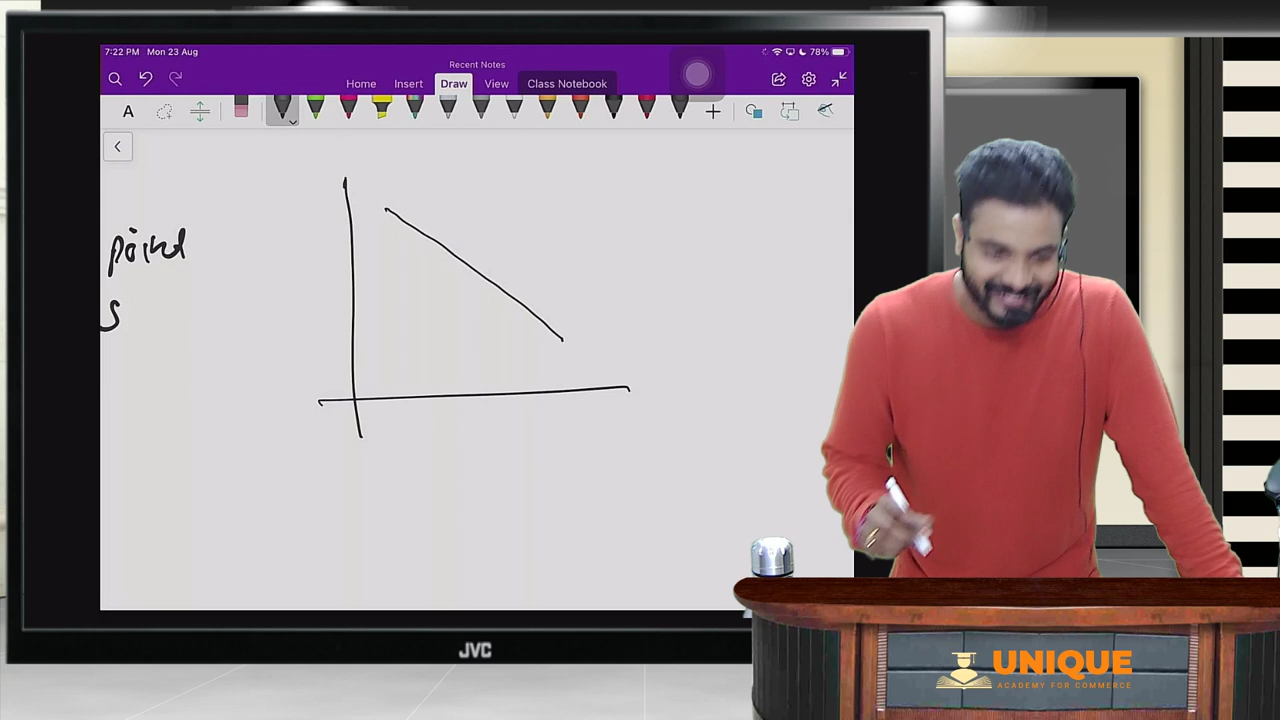 7:22 PM Mon 23 Aug
78%
Recent Notes
Home Insert Draw View Class Notebook
A
point
S
JVC
UNIQUE
ACADEMY FOR COMMERCE